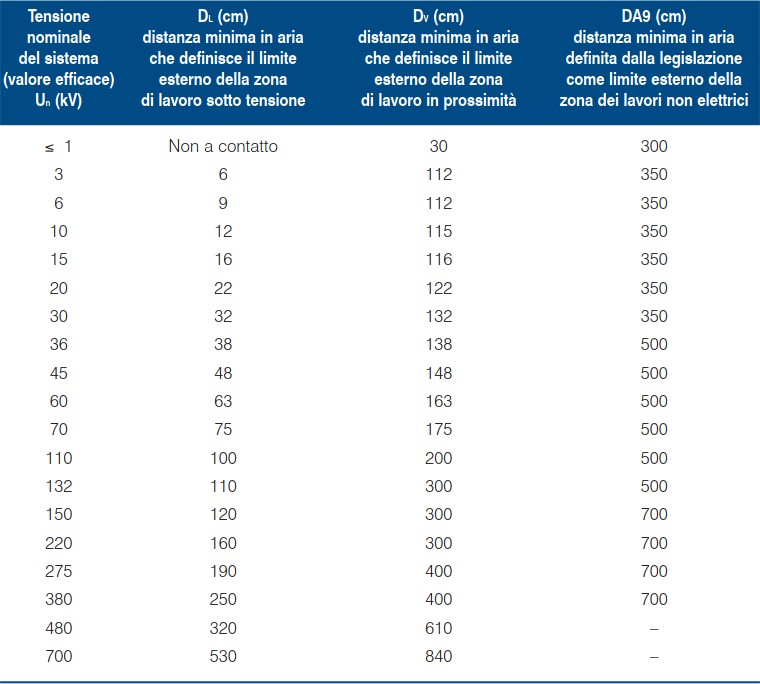 Tensione
nominale
del sistema
(valore efficace)
Un (kV)
DL (cm)
distanza minima in aria
che definisce il limite
esterno della zona
di lavoro sotto tensione
DV (cm)
distanza minima in aria
che definisce il limite
esterno della zona
di lavoro in prossimità
DA9 (cm)
distanza minima in aria
definita dalla legislazione
come limite esterno della
zona dei lavori non elettrici
≤ 1 Non a contatto 30 300
3 6 112 350
6 9 112 350
10 12 115 350
15 16 116 350
20 22 122 350
30 32 132 350
36 38 138 500
45 48 148 500
60 63 163 500
70 75 175 500
110 100 200 500
132 110 300 500
150 120 300 700
220 160 300 700
275 190 400 700
380 250 400 700
480 320 610 –
700 530 840 –